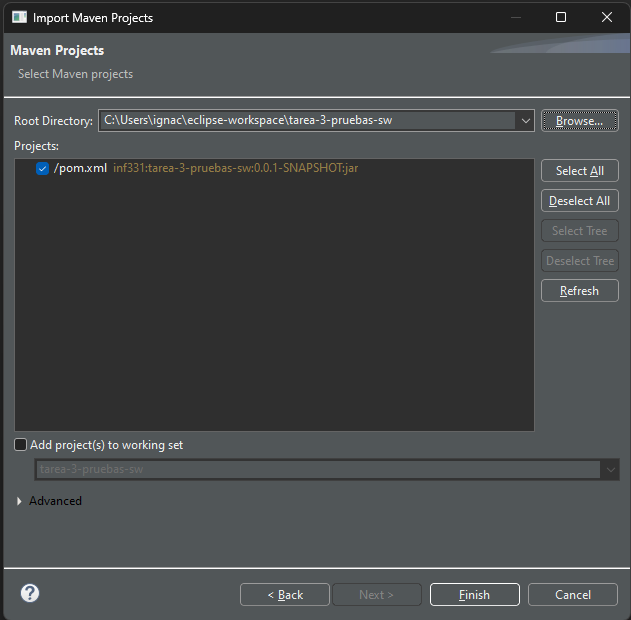 Import Maven Projects
Maven Projects
Select Maven projects
Root Directory: C:\Users\ignac\eclipse-workspace\tarea-3-pruebas-sw Browse...
Projects:
/pom.xml inf331:tarea-3-pruebas-sw:0.0.1-SNAPSHOT:jar
Select All
Deselect All
Select Tree
Deselect Tree
Refresh
Add project(s) to working set
tarea-3-pruebas-sw
Advanced
? < Back Next > Finish Cancel